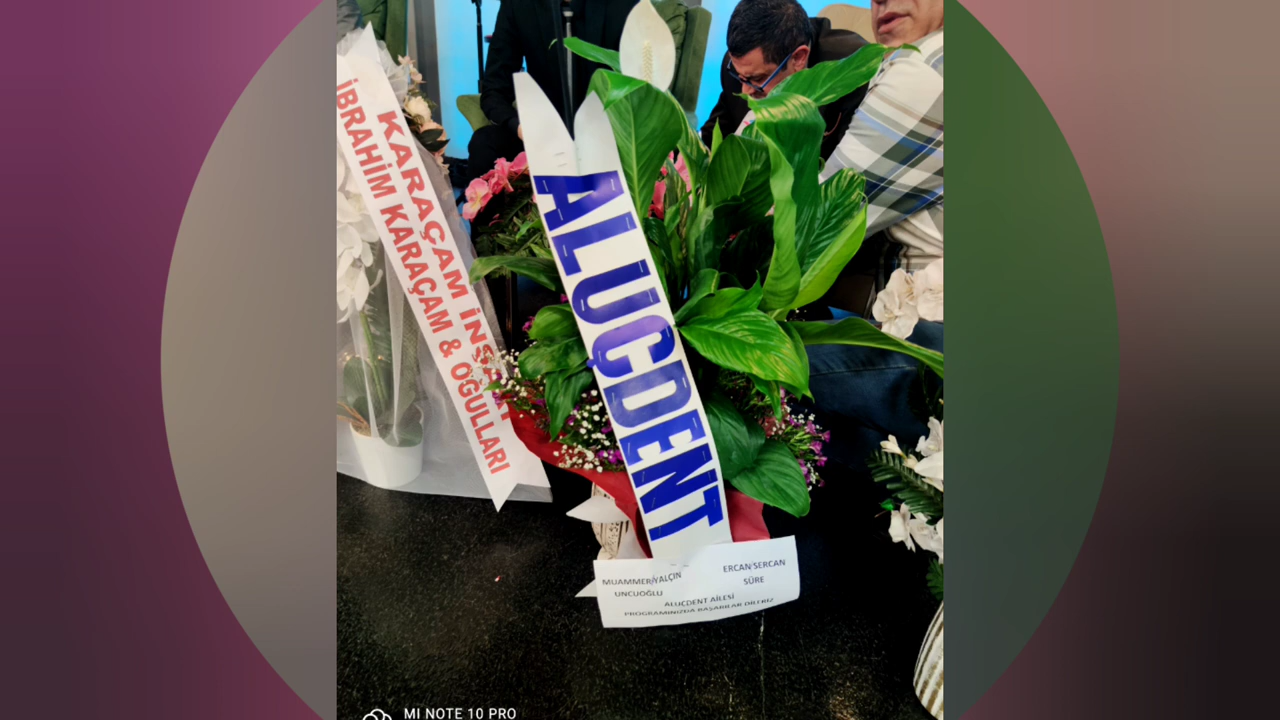 KARAÇAM İNŞAAT
İBRAHİM KARAÇAM & OĞULLARI
ALUÇDENT
MUAMMER YALÇIN
UNCUOĞLU
ERCAN SERCAN
SÜRE
ALUÇDENT AİLESİ
PROGRAMINIZDA BAŞARILAR DİLERİZ
MI NOTE 10 PRO